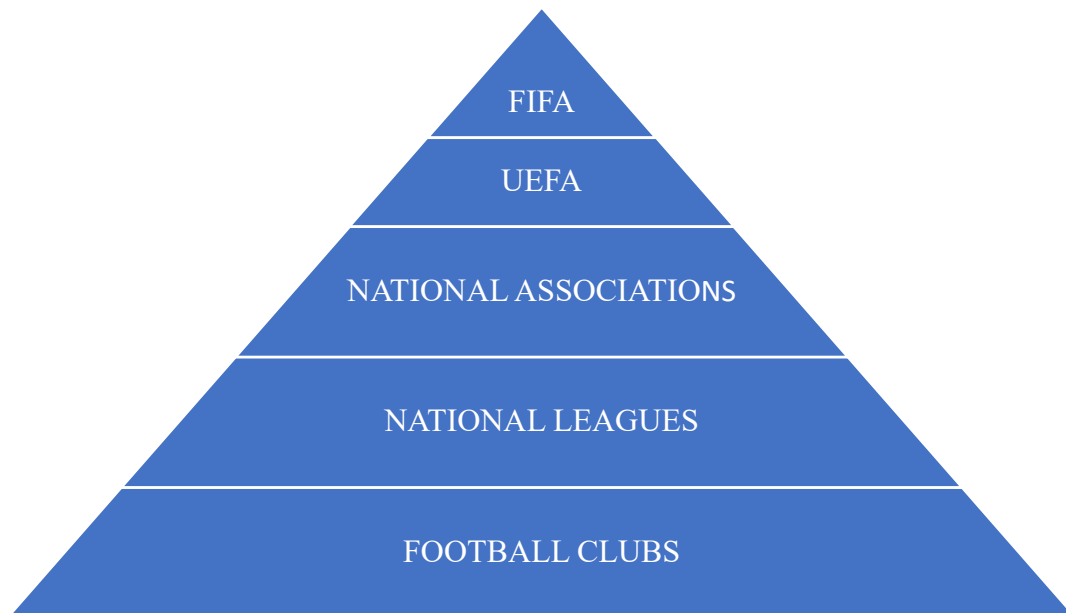 FIFA
UEFA
NATIONAL ASSOCIATIONS
NATIONAL LEAGUES
FOOTBALL CLUBS